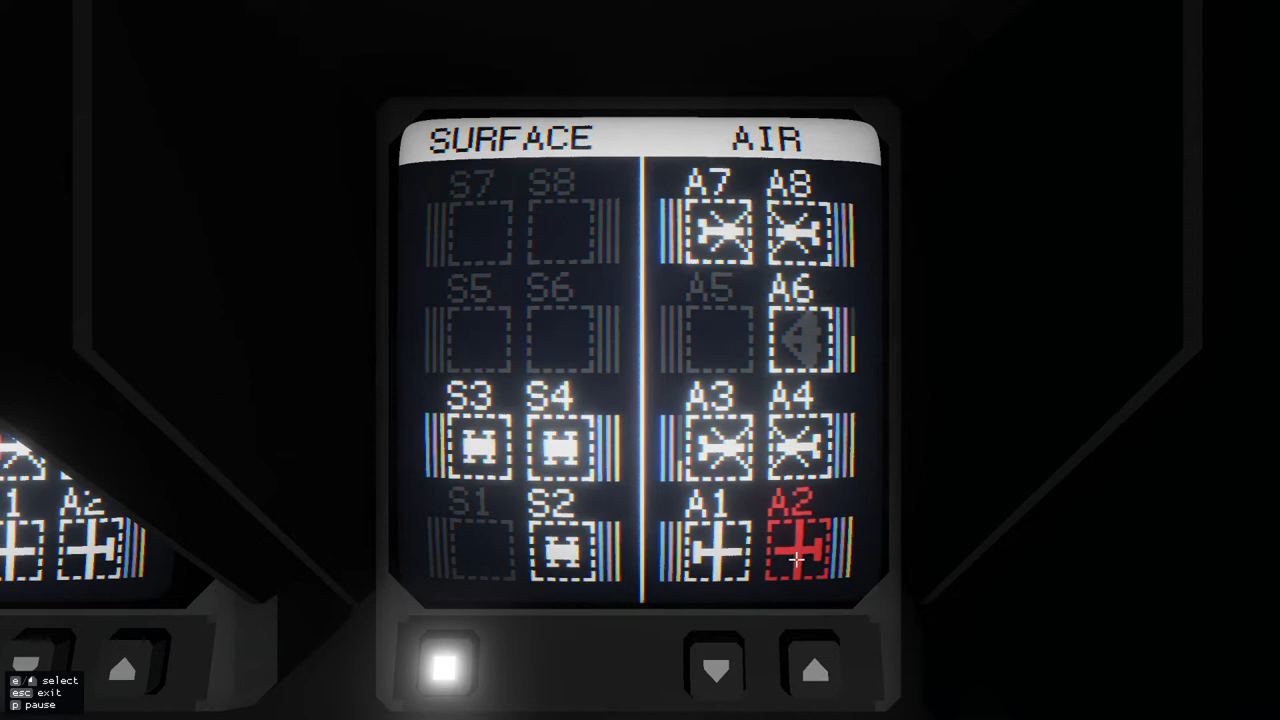 SURFACE AIR
S7 S8 A7 A8
S5 S6 A5 A6
S3 S4 A3 A4
S1 S2 A1 A2
1 A2
e/ select
esc exit
p pause